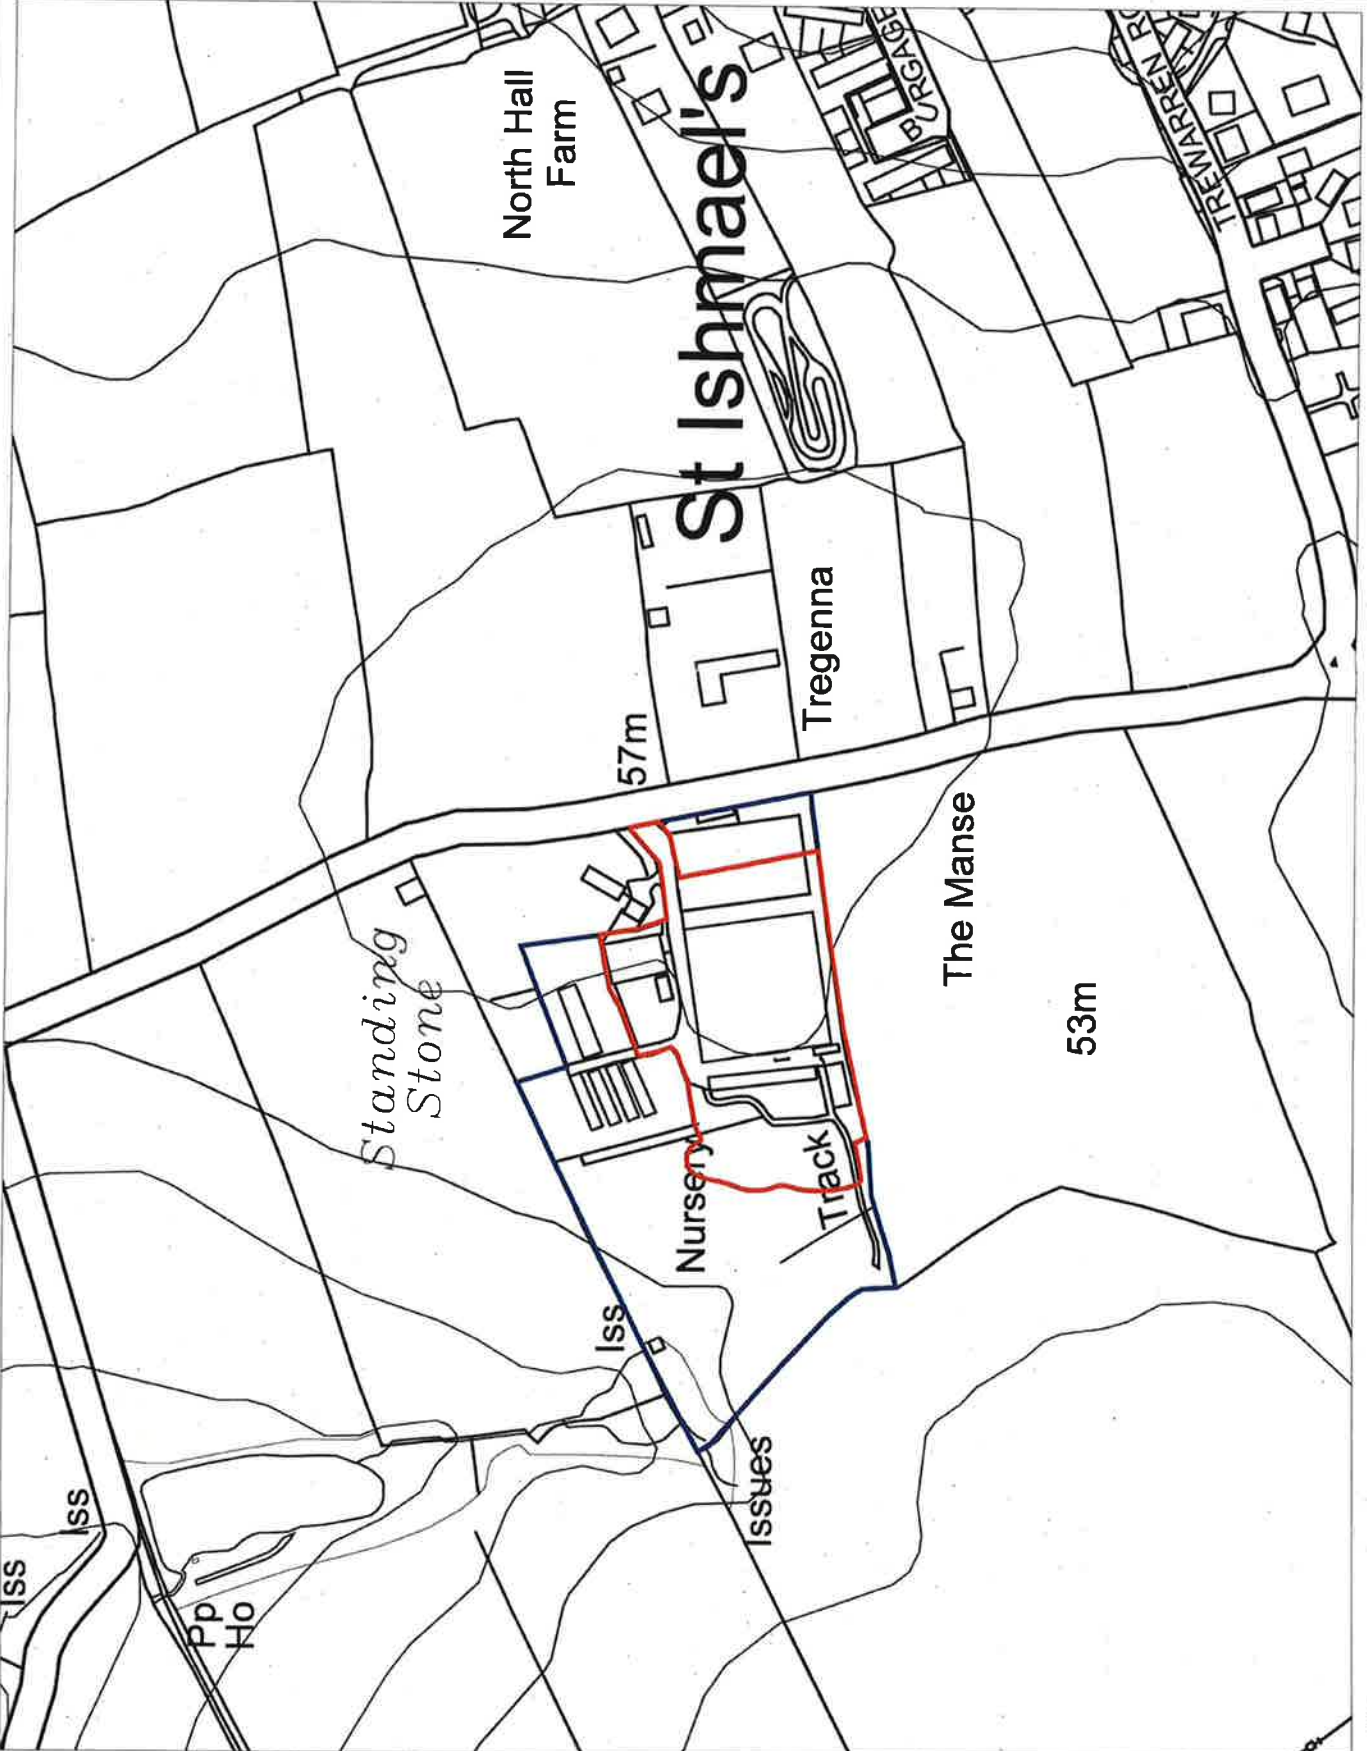 Iss
Iss
Pp
Ho
Standing
Stone
Iss
Nursery
Issues
Track
57m
The Manse
53m
North Hall
Farm
St Ishmael's
Tregenna
BURGAGE
TREWARREN RO